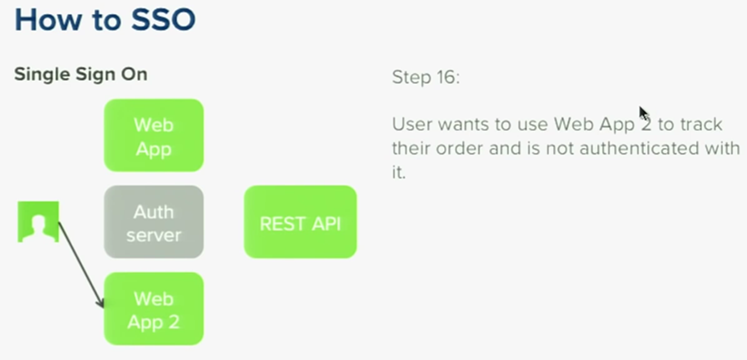 How to SSO
Single Sign On
Web
App
Auth
server
REST API
Web
App 2
Step 16:
User wants to use Web App 2 to track
their order and is not authenticated with
it.